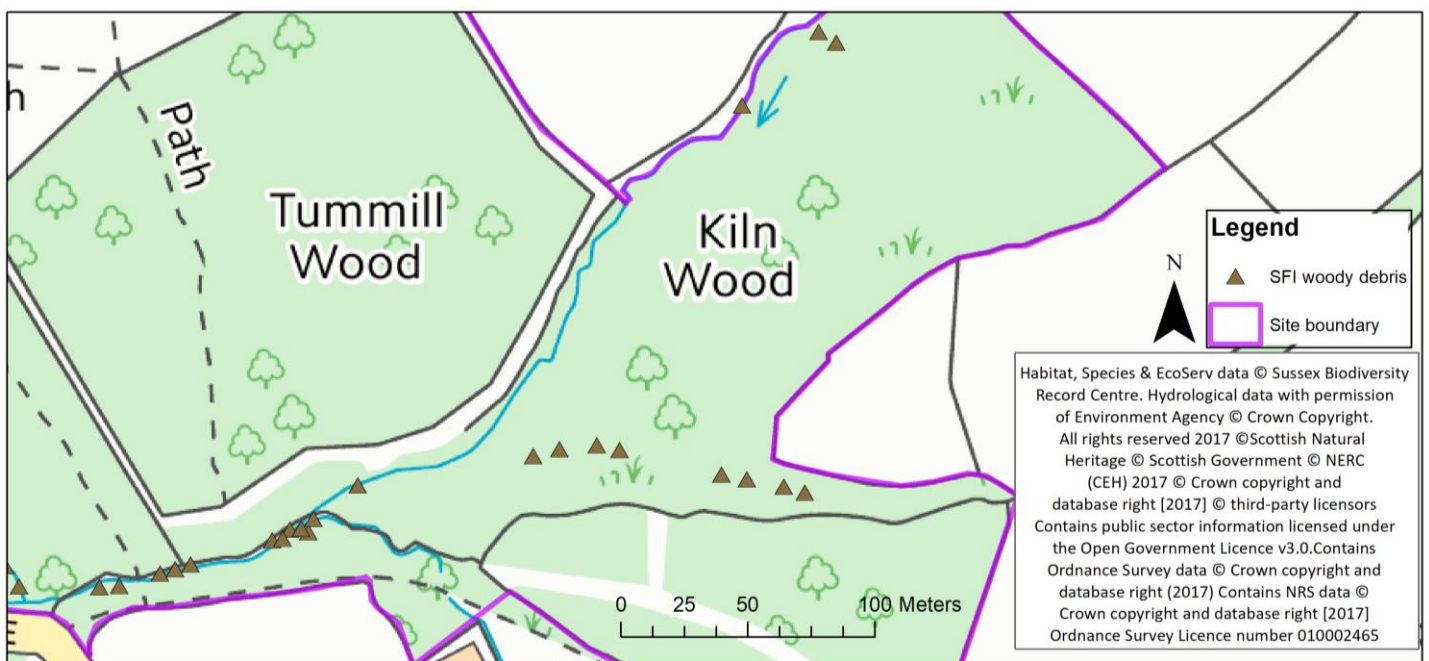 h
Path
Tummill
Wood
Kiln
Wood
Legend
N
SFI woody debris
Site boundary
Habitat, Species & EcoServ data © Sussex Biodiversity
Record Centre. Hydrological data with permission
of Environment Agency © Crown Copyright.
All rights reserved 2017 ©Scottish Natural
Heritage © Scottish Government © NERC
(CEH) 2017 © Crown copyright and
database right [2017] © third-party licensors
Contains public sector information licensed under
the Open Government Licence v3.0.Contains
Ordnance Survey data © Crown copyright and
database right (2017) Contains NRS data ©
Crown copyright and database right [2017]
Ordnance Survey Licence number 010002465
0 25 50 100 Meters